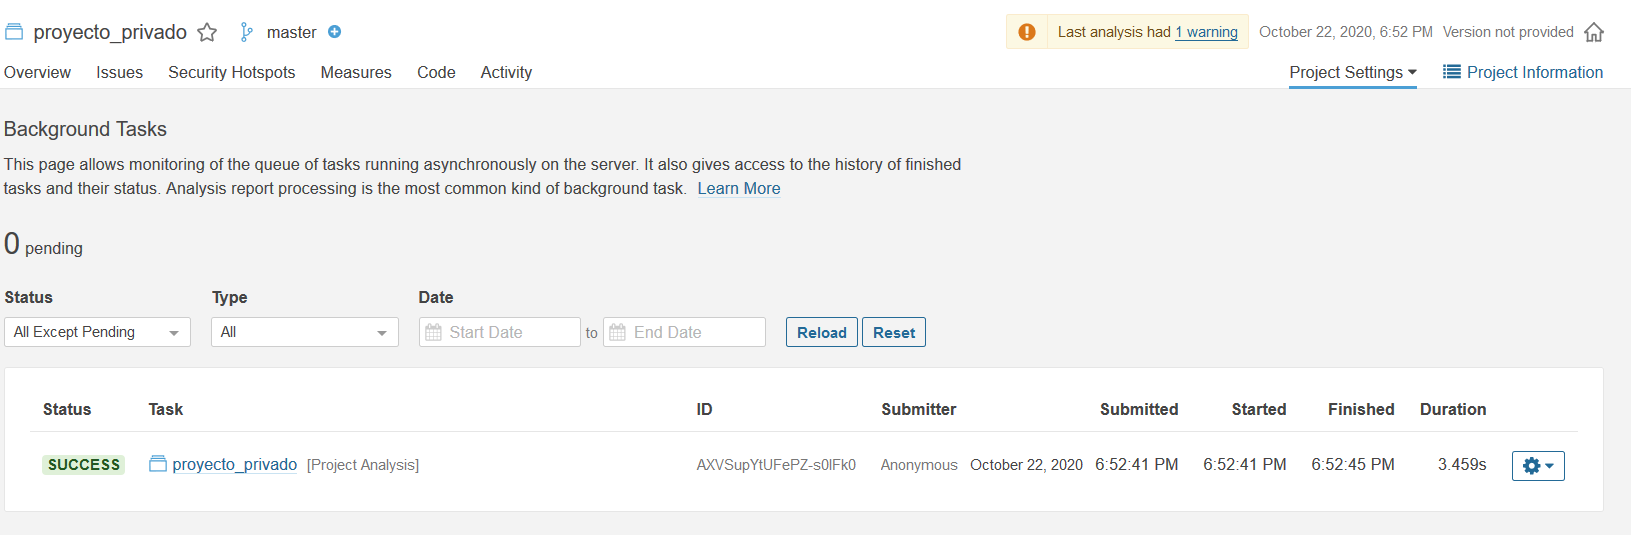 proyecto_privado master Last analysis had 1 warning October 22, 2020, 6:52 PM Version not provided
Overview Issues Security Hotspots Measures Code Activity Project Settings Project Information
Background Tasks
This page allows monitoring of the queue of tasks running asynchronously on the server. It also gives access to the history of finished
tasks and their status. Analysis report processing is the most common kind of background task. Learn More
0 pending
Status Type Date
All Except Pending All Start Date to End Date Reload Reset
Status Task ID Submitter Submitted Started Finished Duration
SUCCESS proyecto_privado [Project Analysis] AXVSupYtUFePZ-s0lFk0 Anonymous October 22, 2020 6:52:41 PM 6:52:41 PM 6:52:45 PM 3.459s